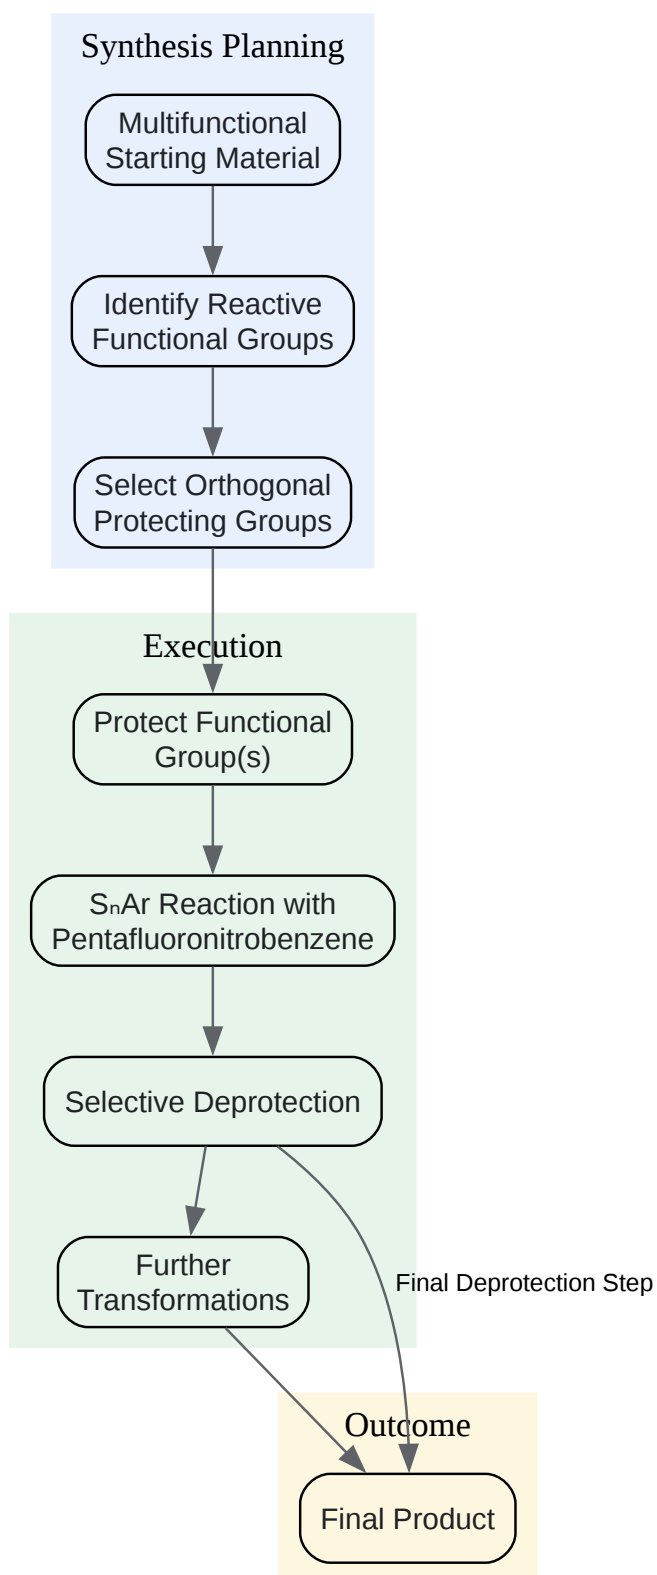 Synthesis Planning
Multifunctional
Starting Material
Identify Reactive
Functional Groups
Select Orthogonal
Protecting Groups
Execution
Protect Functional
Group(s)
SₙAr Reaction with
Pentafluoronitrobenzene
Selective Deprotection
Further
Transformations
Final Deprotection Step
Outcome
Final Product